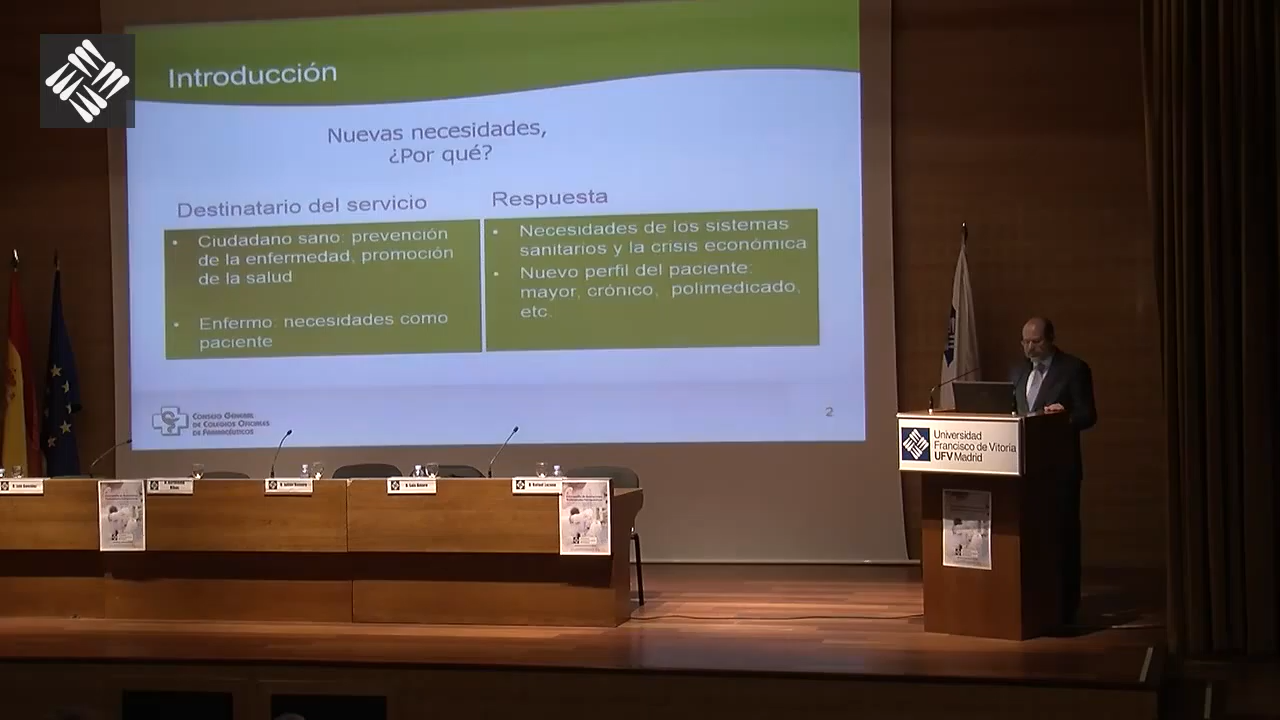 Introducción
Nuevas necesidades,
¿Por qué?
Destinatario del servicio
• Ciudadano sano: prevención
de la enfermedad, promoción
de la salud
• Enfermo: necesidades como
paciente
Respuesta
• Necesidades de los sistemas
sanitarios y la crisis económica
• Nuevo perfil del paciente:
mayor, crónico, polimedicado,
etc.
Consejo General
de Colegios Oficiales
de Farmacéuticos
2
Universidad
Francisco de Vitoria
UFV Madrid